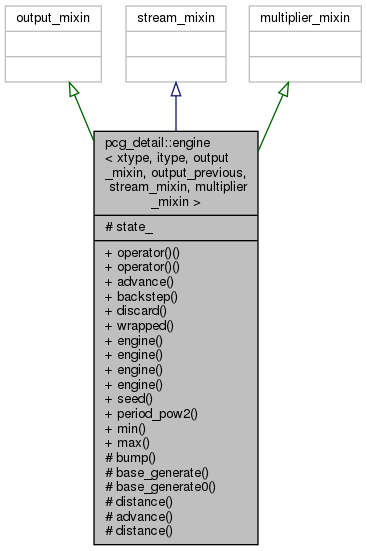 output_mixin
stream_mixin
multiplier_mixin
pcg_detail::engine
< xtype, itype, output
_mixin, output_previous,
stream_mixin, multiplier
_mixin >
# state_
+ operator()()
+ operator()()
+ advance()
+ backstep()
+ discard()
+ wrapped()
+ engine()
+ engine()
+ engine()
+ engine()
+ seed()
+ period_pow2()
+ min()
+ max()
# bump()
# base_generate()
# base_generate0()
# distance()
# advance()
# distance()